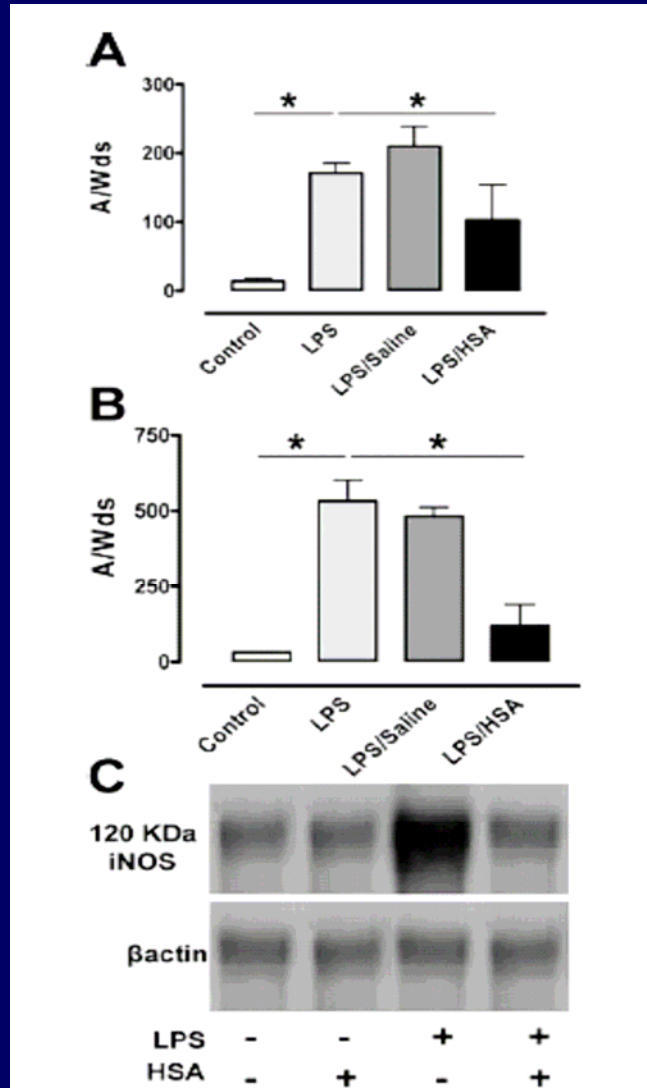 A
300
*
*
200
A/Wds
100
0
Control
LPS
LPS/Saline
LPS/HSA
B
750
*
*
500
A/Wds
250
0
Control
LPS
LPS/Saline
LPS/HSA
C
120 KDa
iNOS
βactin
LPS - - + +
HSA - + - +